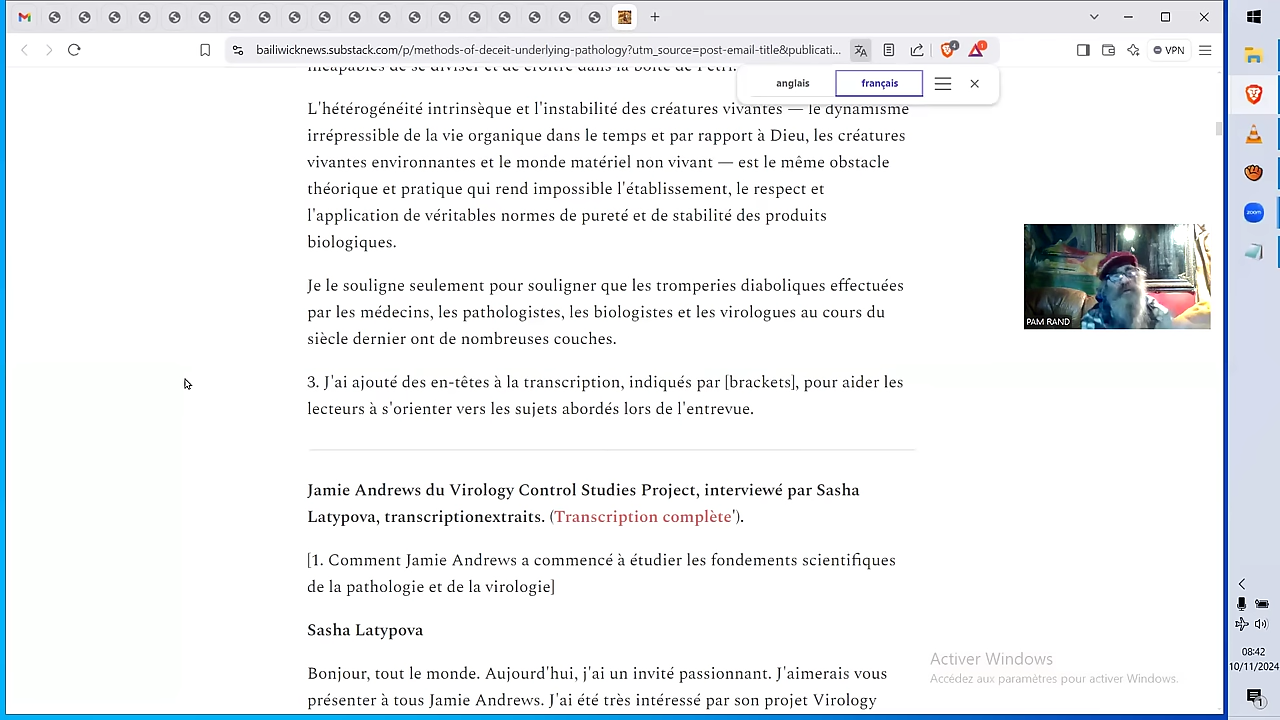 bailiwicknews.substack.com/p/methods-of-deceit-underlying-pathology?utm_source=post-email-title&publicati...
4
1
VPN
anglais
français
L'hétérogénéité intrinsèque et l'instabilité des créatures vivantes — le dynamisme
irrépressible de la vie organique dans le temps et par rapport à Dieu, les créatures
vivantes environnantes et le monde matériel non vivant — est le même obstacle
théorique et pratique qui rend impossible l'établissement, le respect et
l'application de véritables normes de pureté et de stabilité des produits
biologiques.
Je le souligne seulement pour souligner que les tromperies diaboliques effectuées
par les médecins, les pathologistes, les biologistes et les virologues au cours du
siècle dernier ont de nombreuses couches.
PAM RAND
3. J'ai ajouté des en-têtes à la transcription, indiqués par [brackets], pour aider les
lecteurs à s'orienter vers les sujets abordés lors de l'entrevue.
Jamie Andrews du Virology Control Studies Project, interviewé par Sasha
Latypova, transcriptionextraits. (Transcription complète').
[1. Comment Jamie Andrews a commencé à étudier les fondements scientifiques
de la pathologie et de la virologie]
Sasha Latypova
Bonjour, tout le monde. Aujourd'hui, j'ai un invité passionnant. J'aimerais vous
présenter à tous Jamie Andrews. J'ai été très intéressé par son projet Virology
Activer Windows
Accédez aux paramètres pour activer Windows.
zoom
08:42
10/11/2024
1